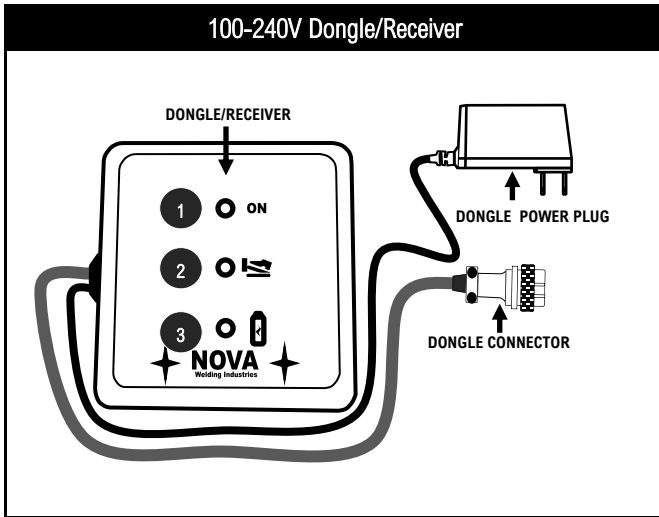 100-240V Dongle/Receiver
DONGLE/RECEIVER
1 ON
2
3
NOVA
Welding Industries
DONGLE POWER PLUG
DONGLE CONNECTOR